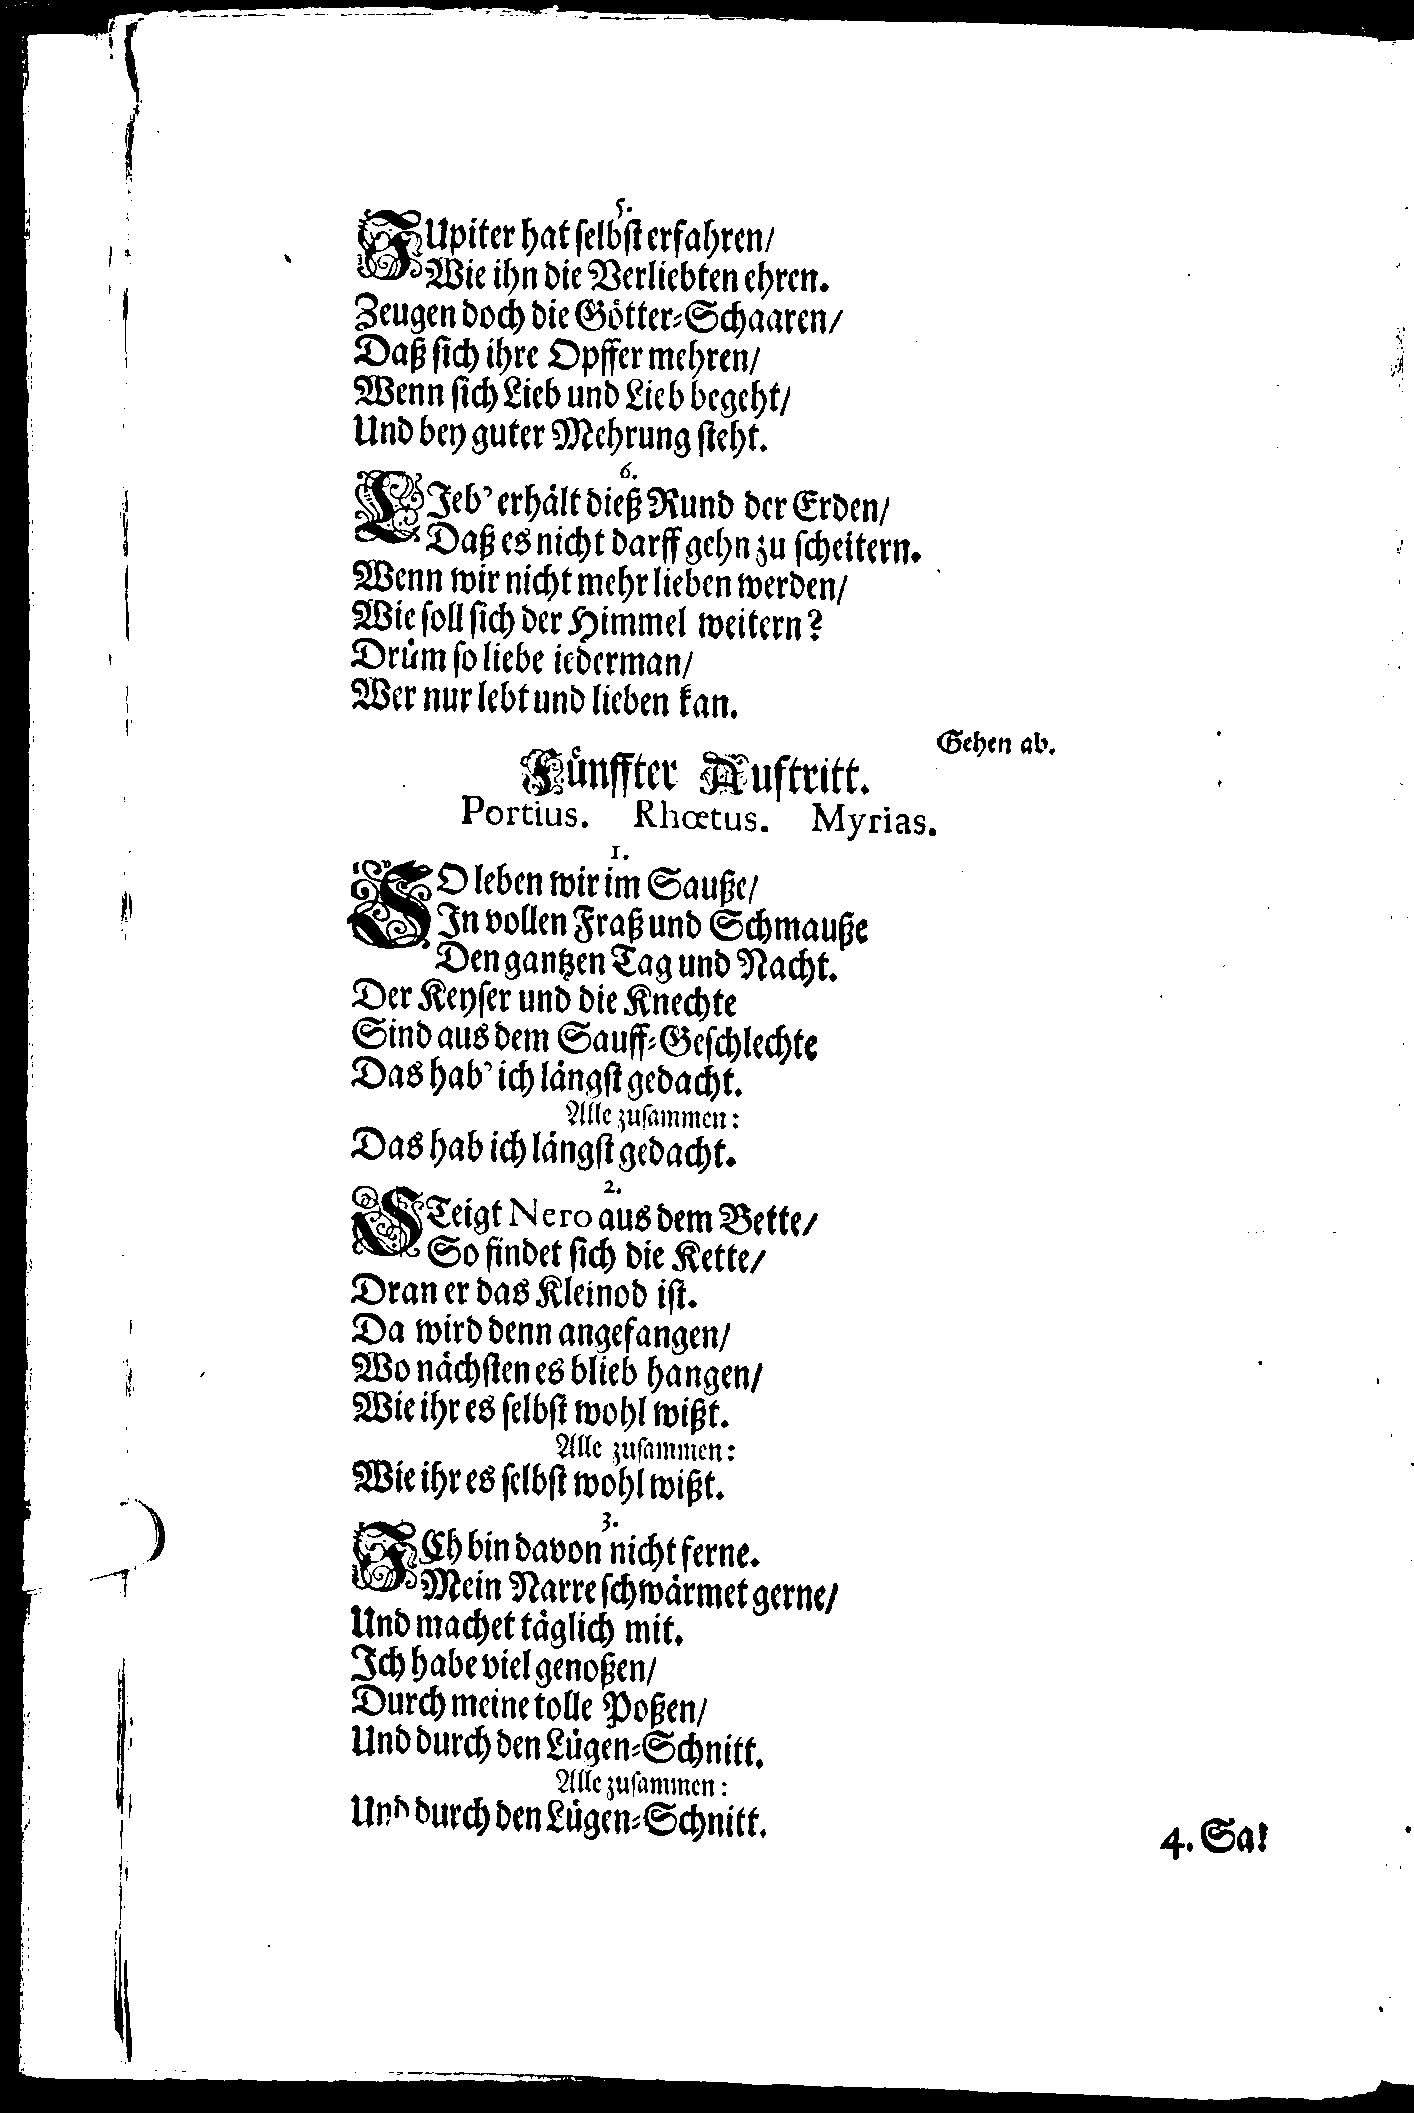 5.
JUpiter hat selbst erfahren/
Wie ihn die Verliebten ehren.
Zeugen doch die Götter-Schaaren/
Daß sich ihre Opffer mehren/
Wenn sich Lieb und Lieb begeht/
Und bey guter Mehrung steht.
6.
LJeb' erhält dieß Rund der Erden/
Daß es nicht darff gehn zu scheitern.
Wenn wir nicht mehr lieben werden/
Wie soll sich der Himmel weitern?
Drüm so liebe iederman/
Wer nur lebt und lieben kan.
Gehen ab.
Fünffter Auftritt.
Portius. Rhœtus. Myrias.
1.
SO leben wir im Sauße/
Jn vollen Fraß und Schmauße
Den gantzen Tag und Nacht.
Der Keyser und die Knechte
Sind aus dem Sauff-Geschlechte
Das hab' ich längst gedacht.
Alle zusammen:
Das hab ich längst gedacht.
2.
STeigt Nero aus dem Bette/
So findet sich die Kette/
Dran er das Kleinod ist.
Da wird denn angefangen/
Wo nächsten es blieb hangen/
Wie ihr es selbst wohl wißt.
Alle zusammen:
Wie ihr es selbst wohl wißt.
3.
JCh bin davon nicht ferne.
Mein Narre schwärmet gerne/
Und machet täglich mit.
Jch habe viel genoßen/
Durch meine tolle Poßen/
Und durch den Lügen-Schnitt.
Alle zusammen:
Und durch den Lügen-Schnitt.
4. Sa!